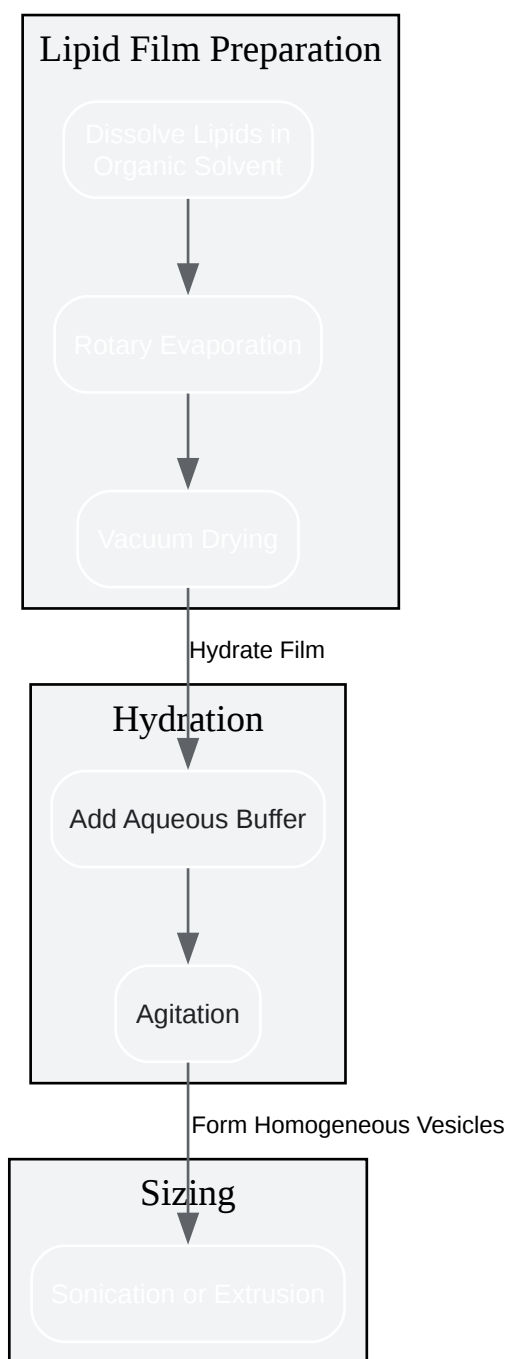 Lipid Film Preparation
Dissolve Lipids in
Organic Solvent
Rotary Evaporation
Vacuum Drying
Hydrate Film
Hydration
Add Aqueous Buffer
Agitation
Form Homogeneous Vesicles
Sizing
Sonication or Extrusion